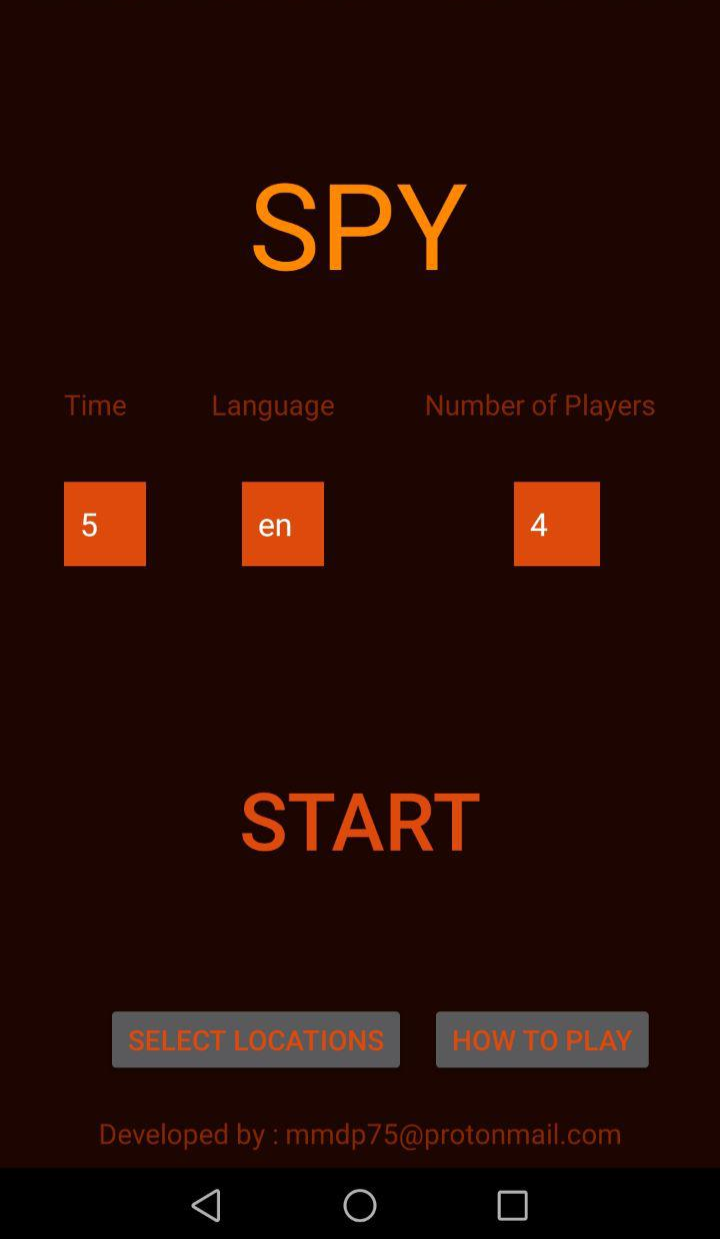 SPY
Time Language Number of Players
5 en 4
START
SELECT LOCATIONS HOW TO PLAY
Developed by : mmdp75@protonmail.com